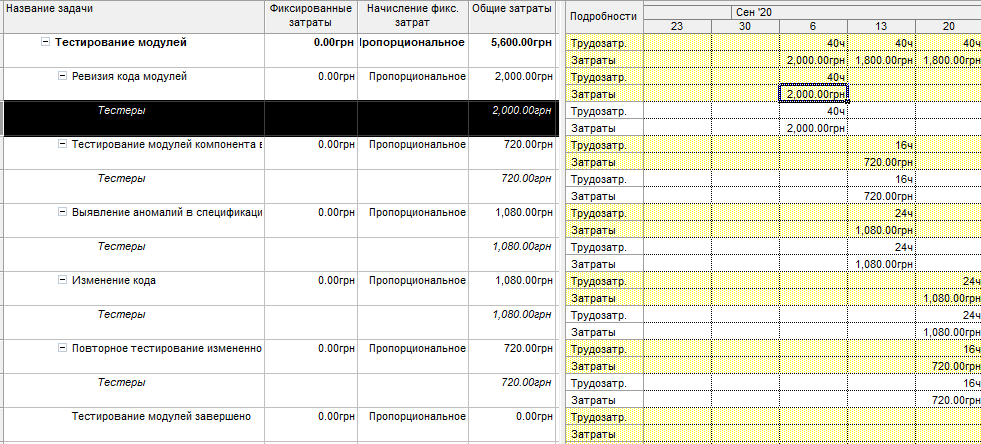 Название задачи Фиксированные затраты Начисление фикс. затрат Общие затраты Подробности Сен '20
23 30 6 13 20
Тестирование модулей 0.00грн Пропорциональное 5,600.00грн Трудозатр. 40ч 40ч 40ч
Затраты 2,000.00грн 1,800.00грн 1,800.00грн
Ревизия кода модулей 0.00грн Пропорциональное 2,000.00грн Трудозатр. 40ч
Затраты 2,000.00грн
Тестеры 2,000.00грн Трудозатр. 40ч
Затраты 2,000.00грн
Тестирование модулей компонента в 0.00грн Пропорциональное 720.00грн Трудозатр. 16ч
Затраты 720.00грн
Тестеры 720.00грн Трудозатр. 16ч
Затраты 720.00грн
Выявление аномалий в спецификаци 0.00грн Пропорциональное 1,080.00грн Трудозатр. 24ч
Затраты 1,080.00грн
Тестеры 1,080.00грн Трудозатр. 24ч
Затраты 1,080.00грн
Изменение кода 0.00грн Пропорциональное 1,080.00грн Трудозатр. 24ч
Затраты 1,080.00грн
Тестеры 1,080.00грн Трудозатр. 24ч
Затраты 1,080.00грн
Повторное тестирование измененно 0.00грн Пропорциональное 720.00грн Трудозатр. 16ч
Затраты 720.00грн
Тестеры 720.00грн Трудозатр. 16ч
Затраты 720.00грн
Тестирование модулей завершено 0.00грн Пропорциональное 0.00грн Трудозатр.
Затраты